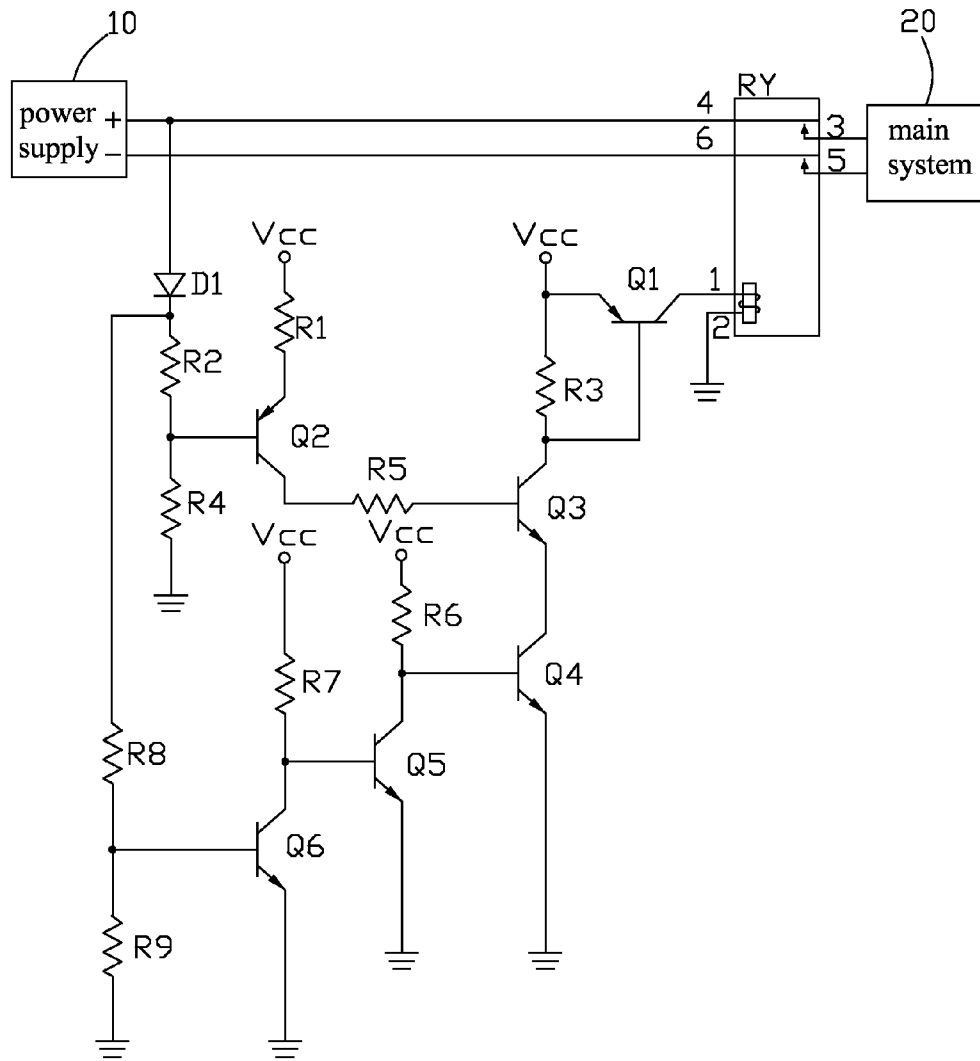 10
20
RY
power +
supply −
4
3
6
5
main
system
Vcc
Vcc
Q1
1
D1
R1
2
R2
R3
Q2
R5
R4
Q3
Vcc
Vcc
R6
R7
Q4
R8
Q5
Q6
R9